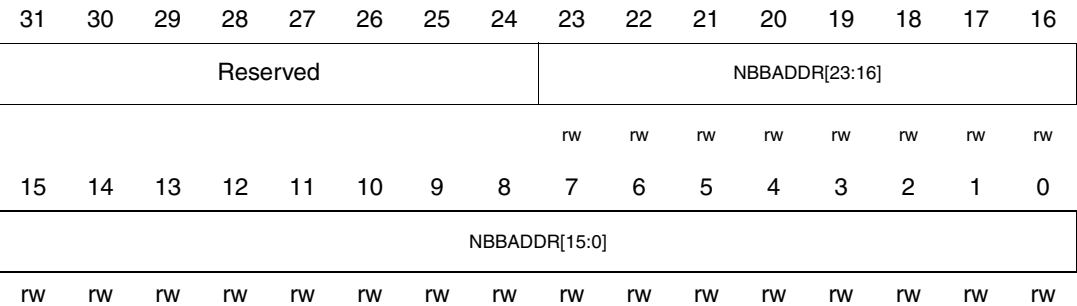 31 30 29 28 27 26 25 24 23 22 21 20 19 18 17 16
Reserved NBBADDR[23:16]
rw rw rw rw rw rw rw rw
15 14 13 12 11 10 9 8 7 6 5 4 3 2 1 0
NBBADDR[15:0]
rw rw rw rw rw rw rw rw rw rw rw rw rw rw rw rw